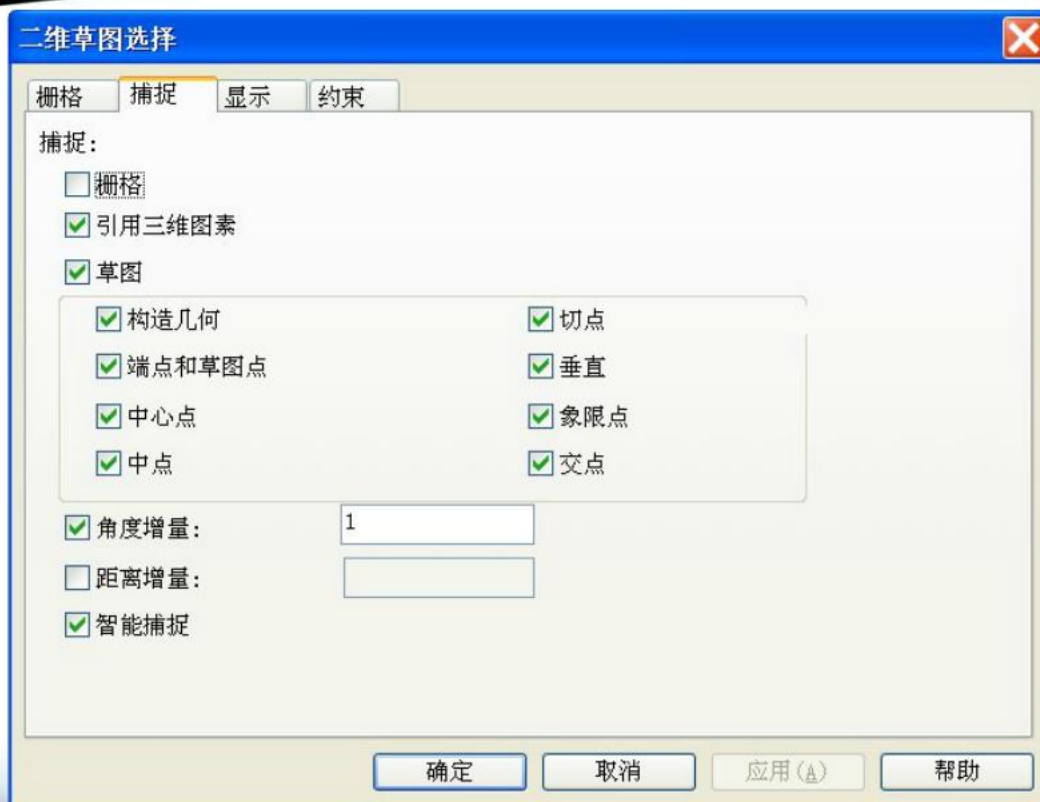 二维草图选择
栅格 捕捉 显示 约束
捕捉:
栅格
引用三维图素
草图
构造几何 切点
端点和草图点 垂直
中心点 象限点
中点 交点
角度增量: 1
距离增量:
智能捕捉
确定 取消 应用(A) 帮助